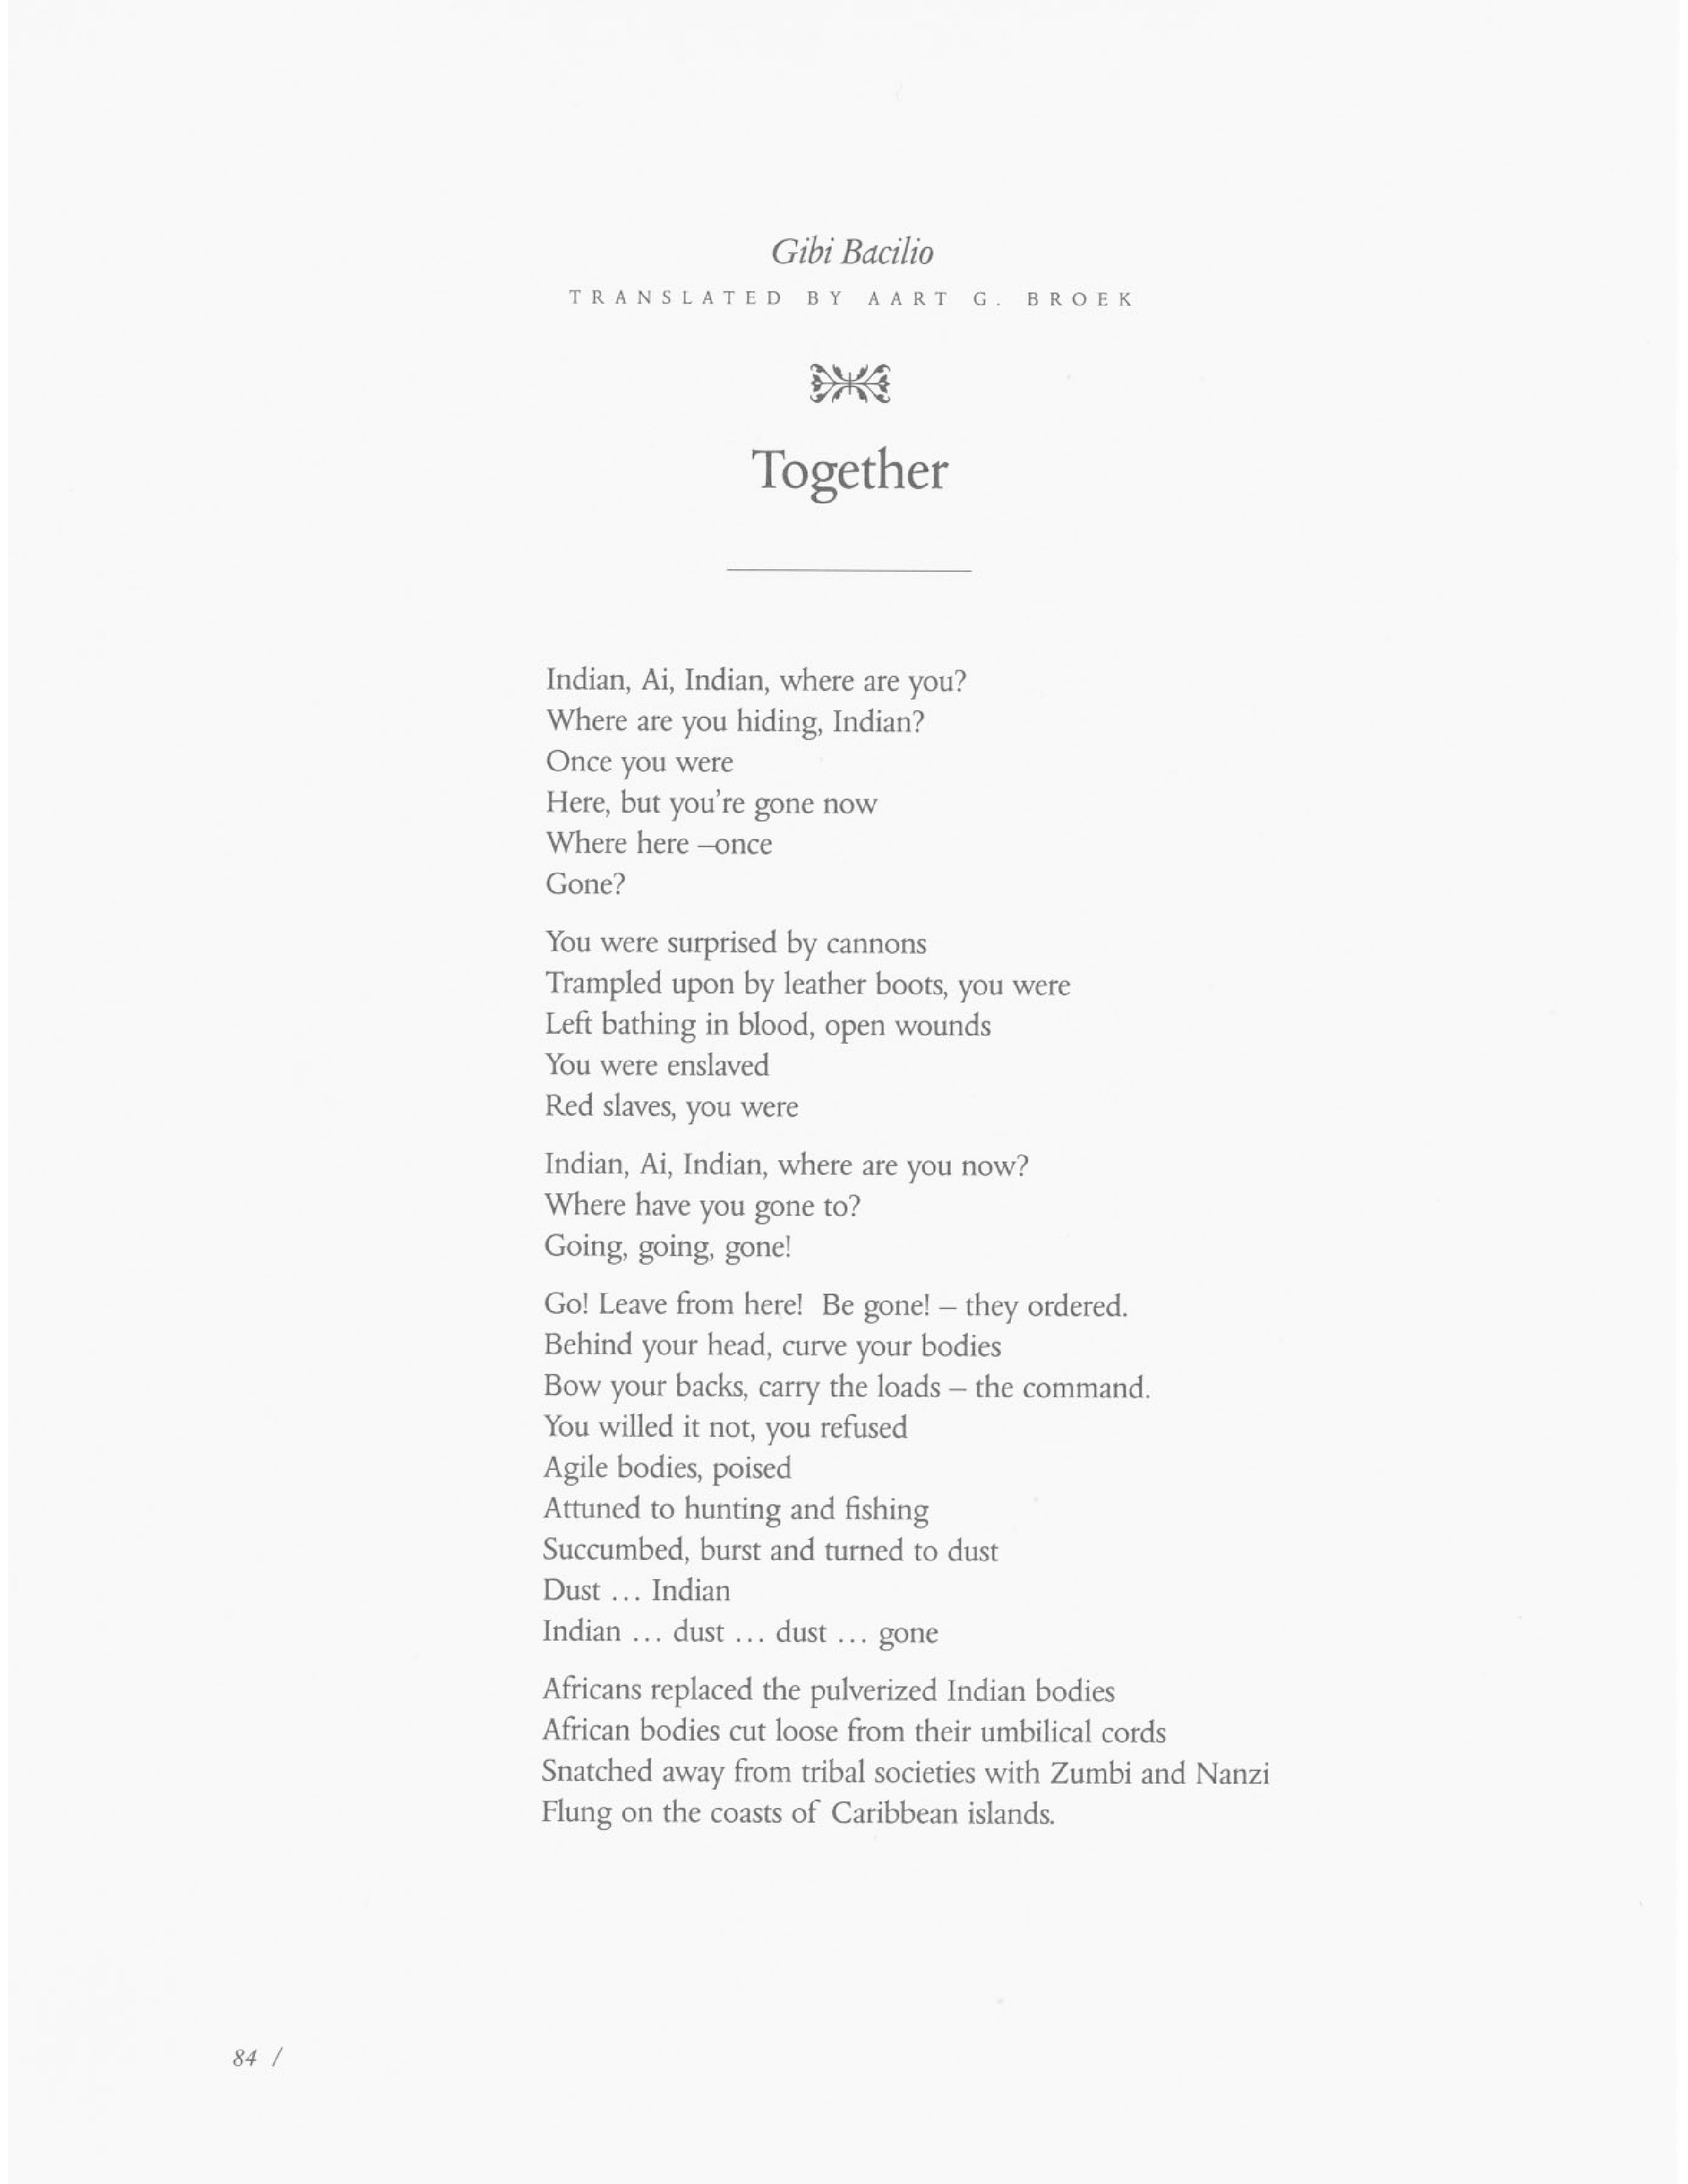 Gibi Bacilio
TRANSLATED BY AART G. BROEK
Together
Indian, Ai, Indian, where are you?
Where are you hiding, Indian?
Once you were
Here, but you're gone now
Where here –once
Gone?
You were surprised by cannons
Trampled upon by leather boots, you were
Left bathing in blood, open wounds
You were enslaved
Red slaves, you were
Indian, Ai, Indian, where are you now?
Where have you gone to?
Going, going, gone!
Go! Leave from here! Be gone! – they ordered.
Behind your head, curve your bodies
Bow your backs, carry the loads – the command.
You willed it not, you refused
Agile bodies, poised
Attuned to hunting and fishing
Succumbed, burst and turned to dust
Dust ... Indian
Indian ... dust ... dust ... gone
Africans replaced the pulverized Indian bodies
African bodies cut loose from their umbilical cords
Snatched away from tribal societies with Zumbi and Nanzi
Flung on the coasts of Caribbean islands.
84 /